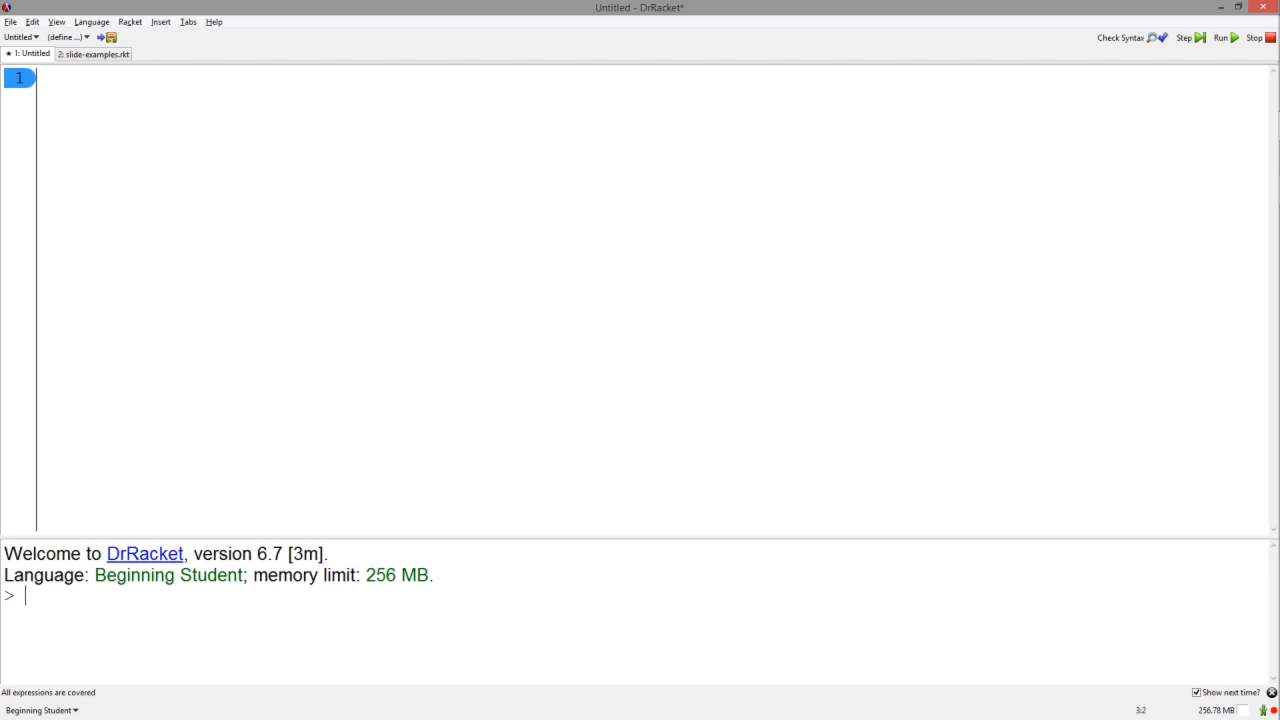 Untitled - DrRacket*
File Edit View Language Racket Insert Tabs Help
Untitled (define ...) Check Syntax Step Run Stop
★ 1: Untitled 2: slide-examples.rkt
1
Welcome to DrRacket, version 6.7 [3m].
Language: Beginning Student; memory limit: 256 MB.
>
All expressions are covered Show next time?
Beginning Student 3:2 256.78 MB